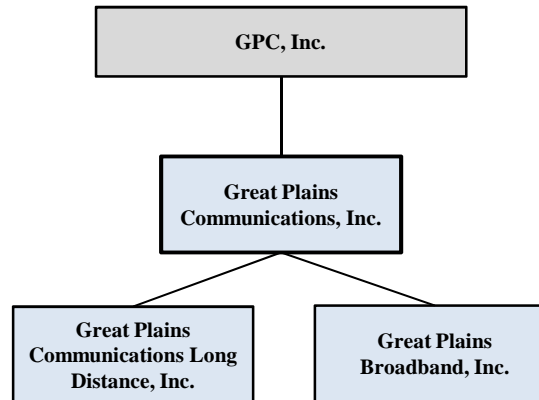 GPC, Inc.
Great Plains
Communications, Inc.
Great Plains
Communications Long
Distance, Inc.
Great Plains
Broadband, Inc.